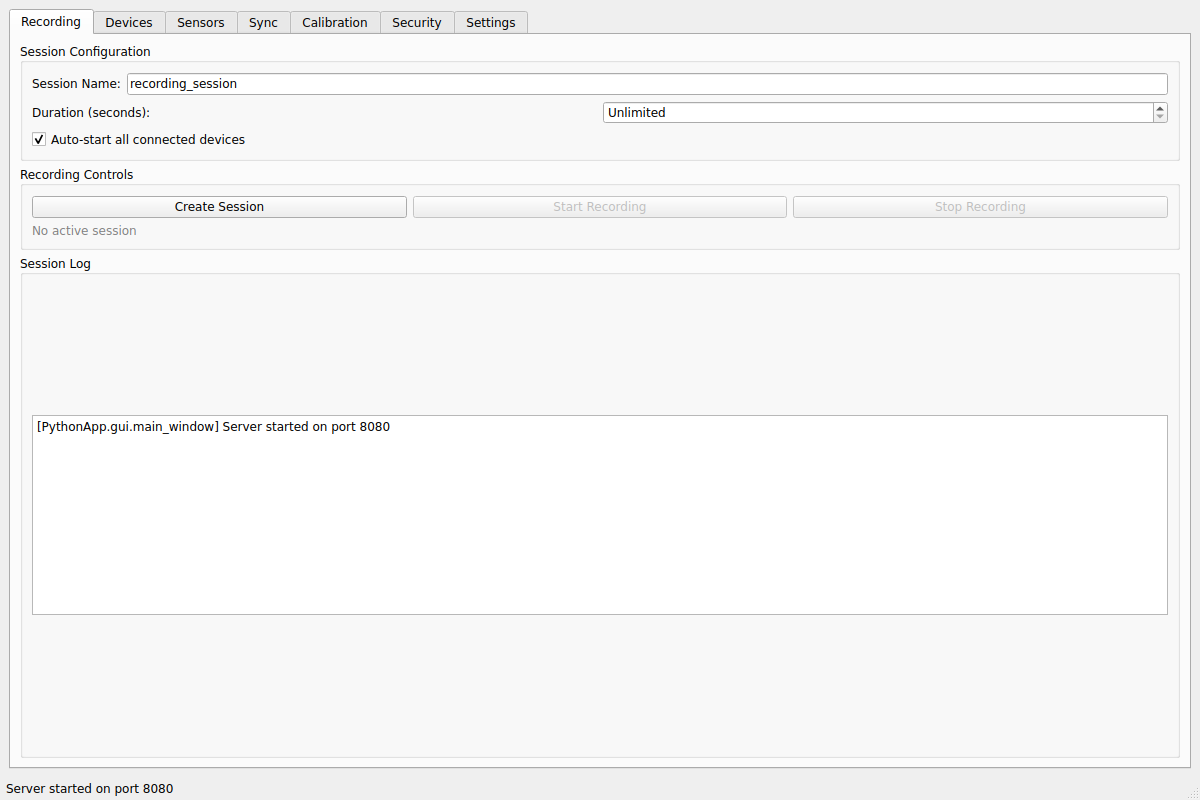 Recording Devices Sensors Sync Calibration Security Settings
Session Configuration
Session Name: recording_session
Duration (seconds): Unlimited
Auto-start all connected devices
Recording Controls
Create Session Start Recording Stop Recording
No active session
Session Log
[PythonApp.gui.main_window] Server started on port 8080
Server started on port 8080